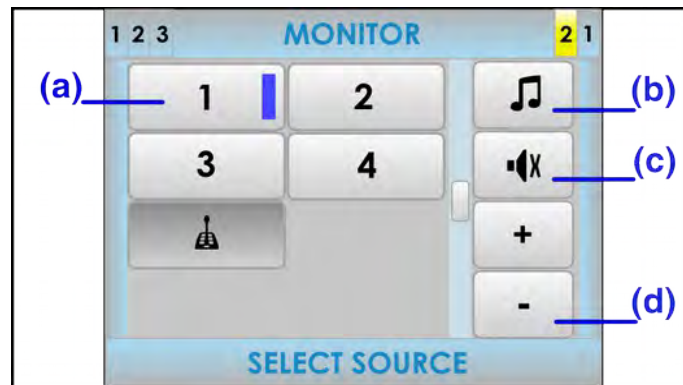 1 2 3 MONITOR 2 1
(a) 1 2 (b)
3 4 X (c)
+
- (d)
SELECT SOURCE